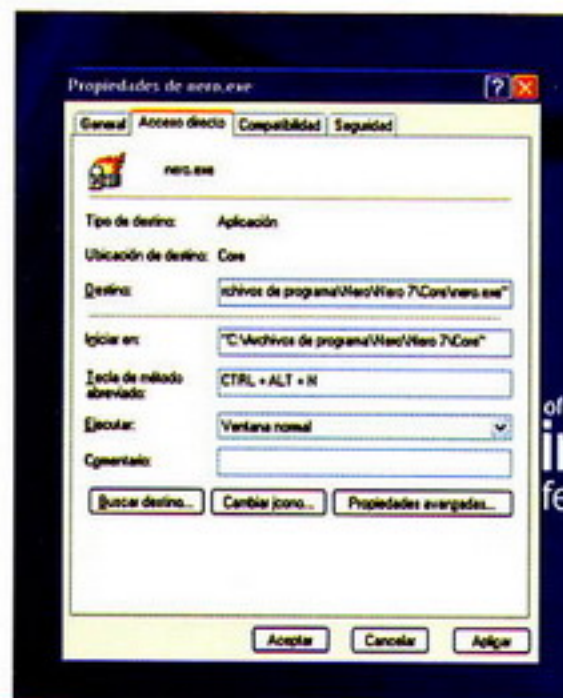 Propiedades de nero.exe
General Acceso directo Compatibilidad Seguridad
nero.exe
Tipo de destino: Aplicación
Ubicación de destino: Core
Destino: rchivos de programa\Nero\Nero 7\Core\nero.exe"
Iniciar en: "C:\Archivos de programa\Nero\Nero 7\Core"
Tecla de método abreviado: CTRL + ALT + N
Ejecutar: Ventana normal
Comentario:
Buscar destino... Cambiar icono... Propiedades avanzadas...
Aceptar Cancelar Aplicar
of
fe